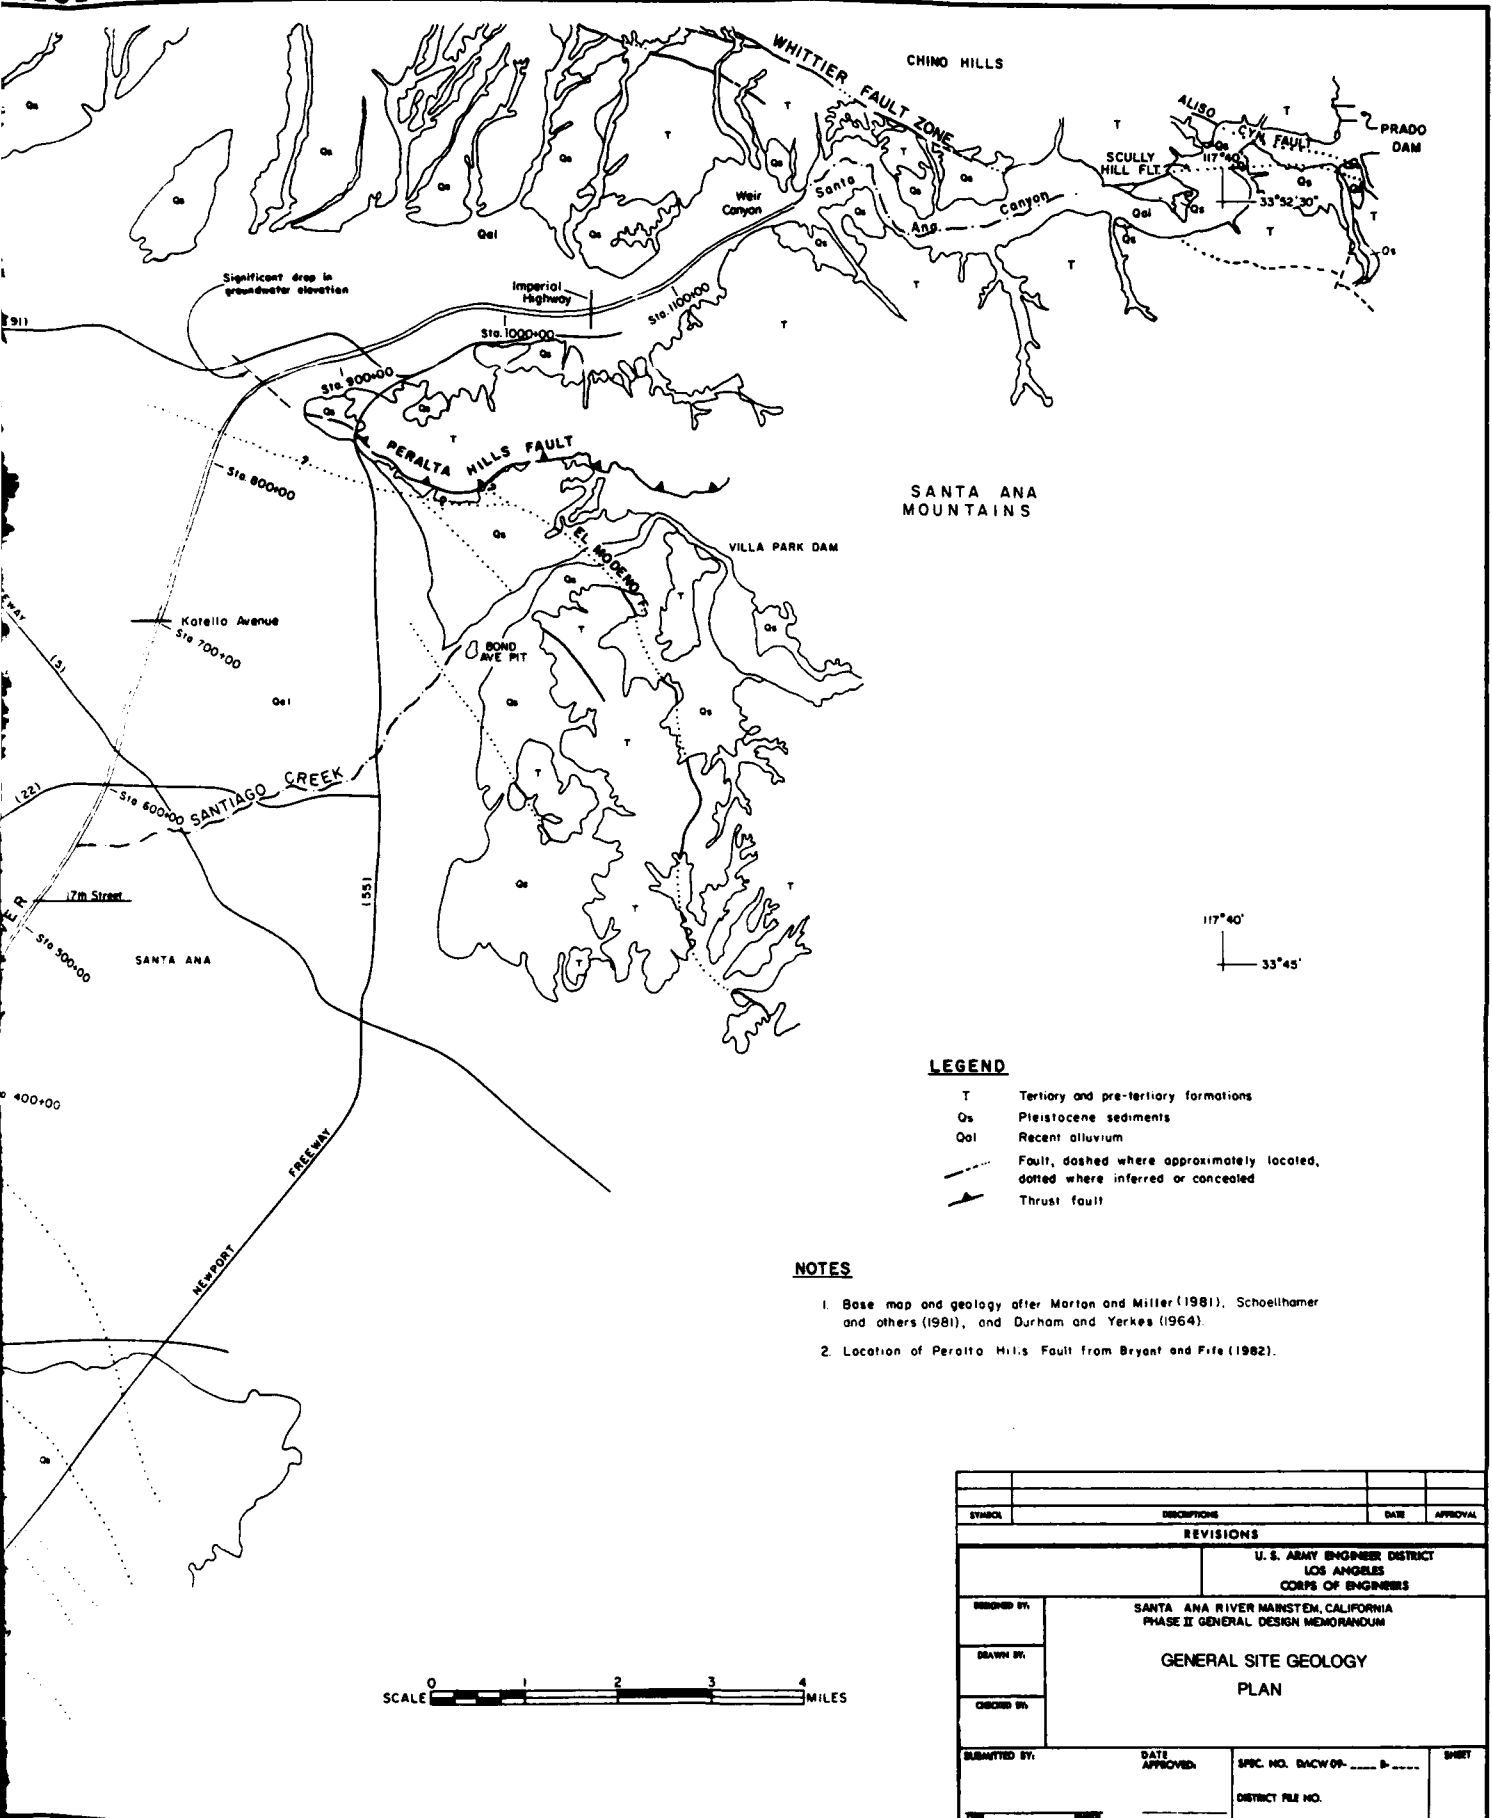 WHITTIER FAULT ZONE
CHINO HILLS
ALISO CYN FAULT
PRADO
DAM
SCULLY
HILL FLT.
117°40'
33°52'30"
T
Qs
Qal
Weir
Canyon
Santa Ana Canyon
Significant drop in
groundwater elevation
Imperial
Highway
(91)
Sta. 1100+00
Sta. 1000+00
Sta. 900+00
PERALTA HILLS FAULT
?
Sta. 800+00
SANTA ANA
MOUNTAINS
EL MODENO F.
VILLA PARK DAM
Katella Avenue
Sta 700+00
(5)
BOND
AVE PIT
Qal
SANTIAGO CREEK
(22)
Sta 600+00
17th Street
(55)
Sta 500+00
SANTA ANA
117°40'
33°45'
400+00
NEWPORT FREEWAY
LEGEND
T Tertiary and pre-tertiary formations
Qs Pleistocene sediments
Qal Recent alluvium
Fault, dashed where approximately located,
dotted where inferred or concealed
Thrust fault
NOTES
1. Base map and geology after Morton and Miller (1981), Schoellhamer
and others (1981), and Durham and Yerkes (1964).
2. Location of Peralta Hills Fault from Bryant and Fife (1982).
SCALE 0 1 2 3 4 MILES
SYMBOL DESCRIPTIONS DATE APPROVAL
REVISIONS
U. S. ARMY ENGINEER DISTRICT
LOS ANGELES
CORPS OF ENGINEERS
DESIGNED BY:
SANTA ANA RIVER MAINSTEM, CALIFORNIA
PHASE II GENERAL DESIGN MEMORANDUM
DRAWN BY:
GENERAL SITE GEOLOGY
PLAN
CHECKED BY:
SUBMITTED BY:
DATE
APPROVED:
SPEC. NO. DACW 09- ____ B- ____
SHEET
DISTRICT FILE NO.